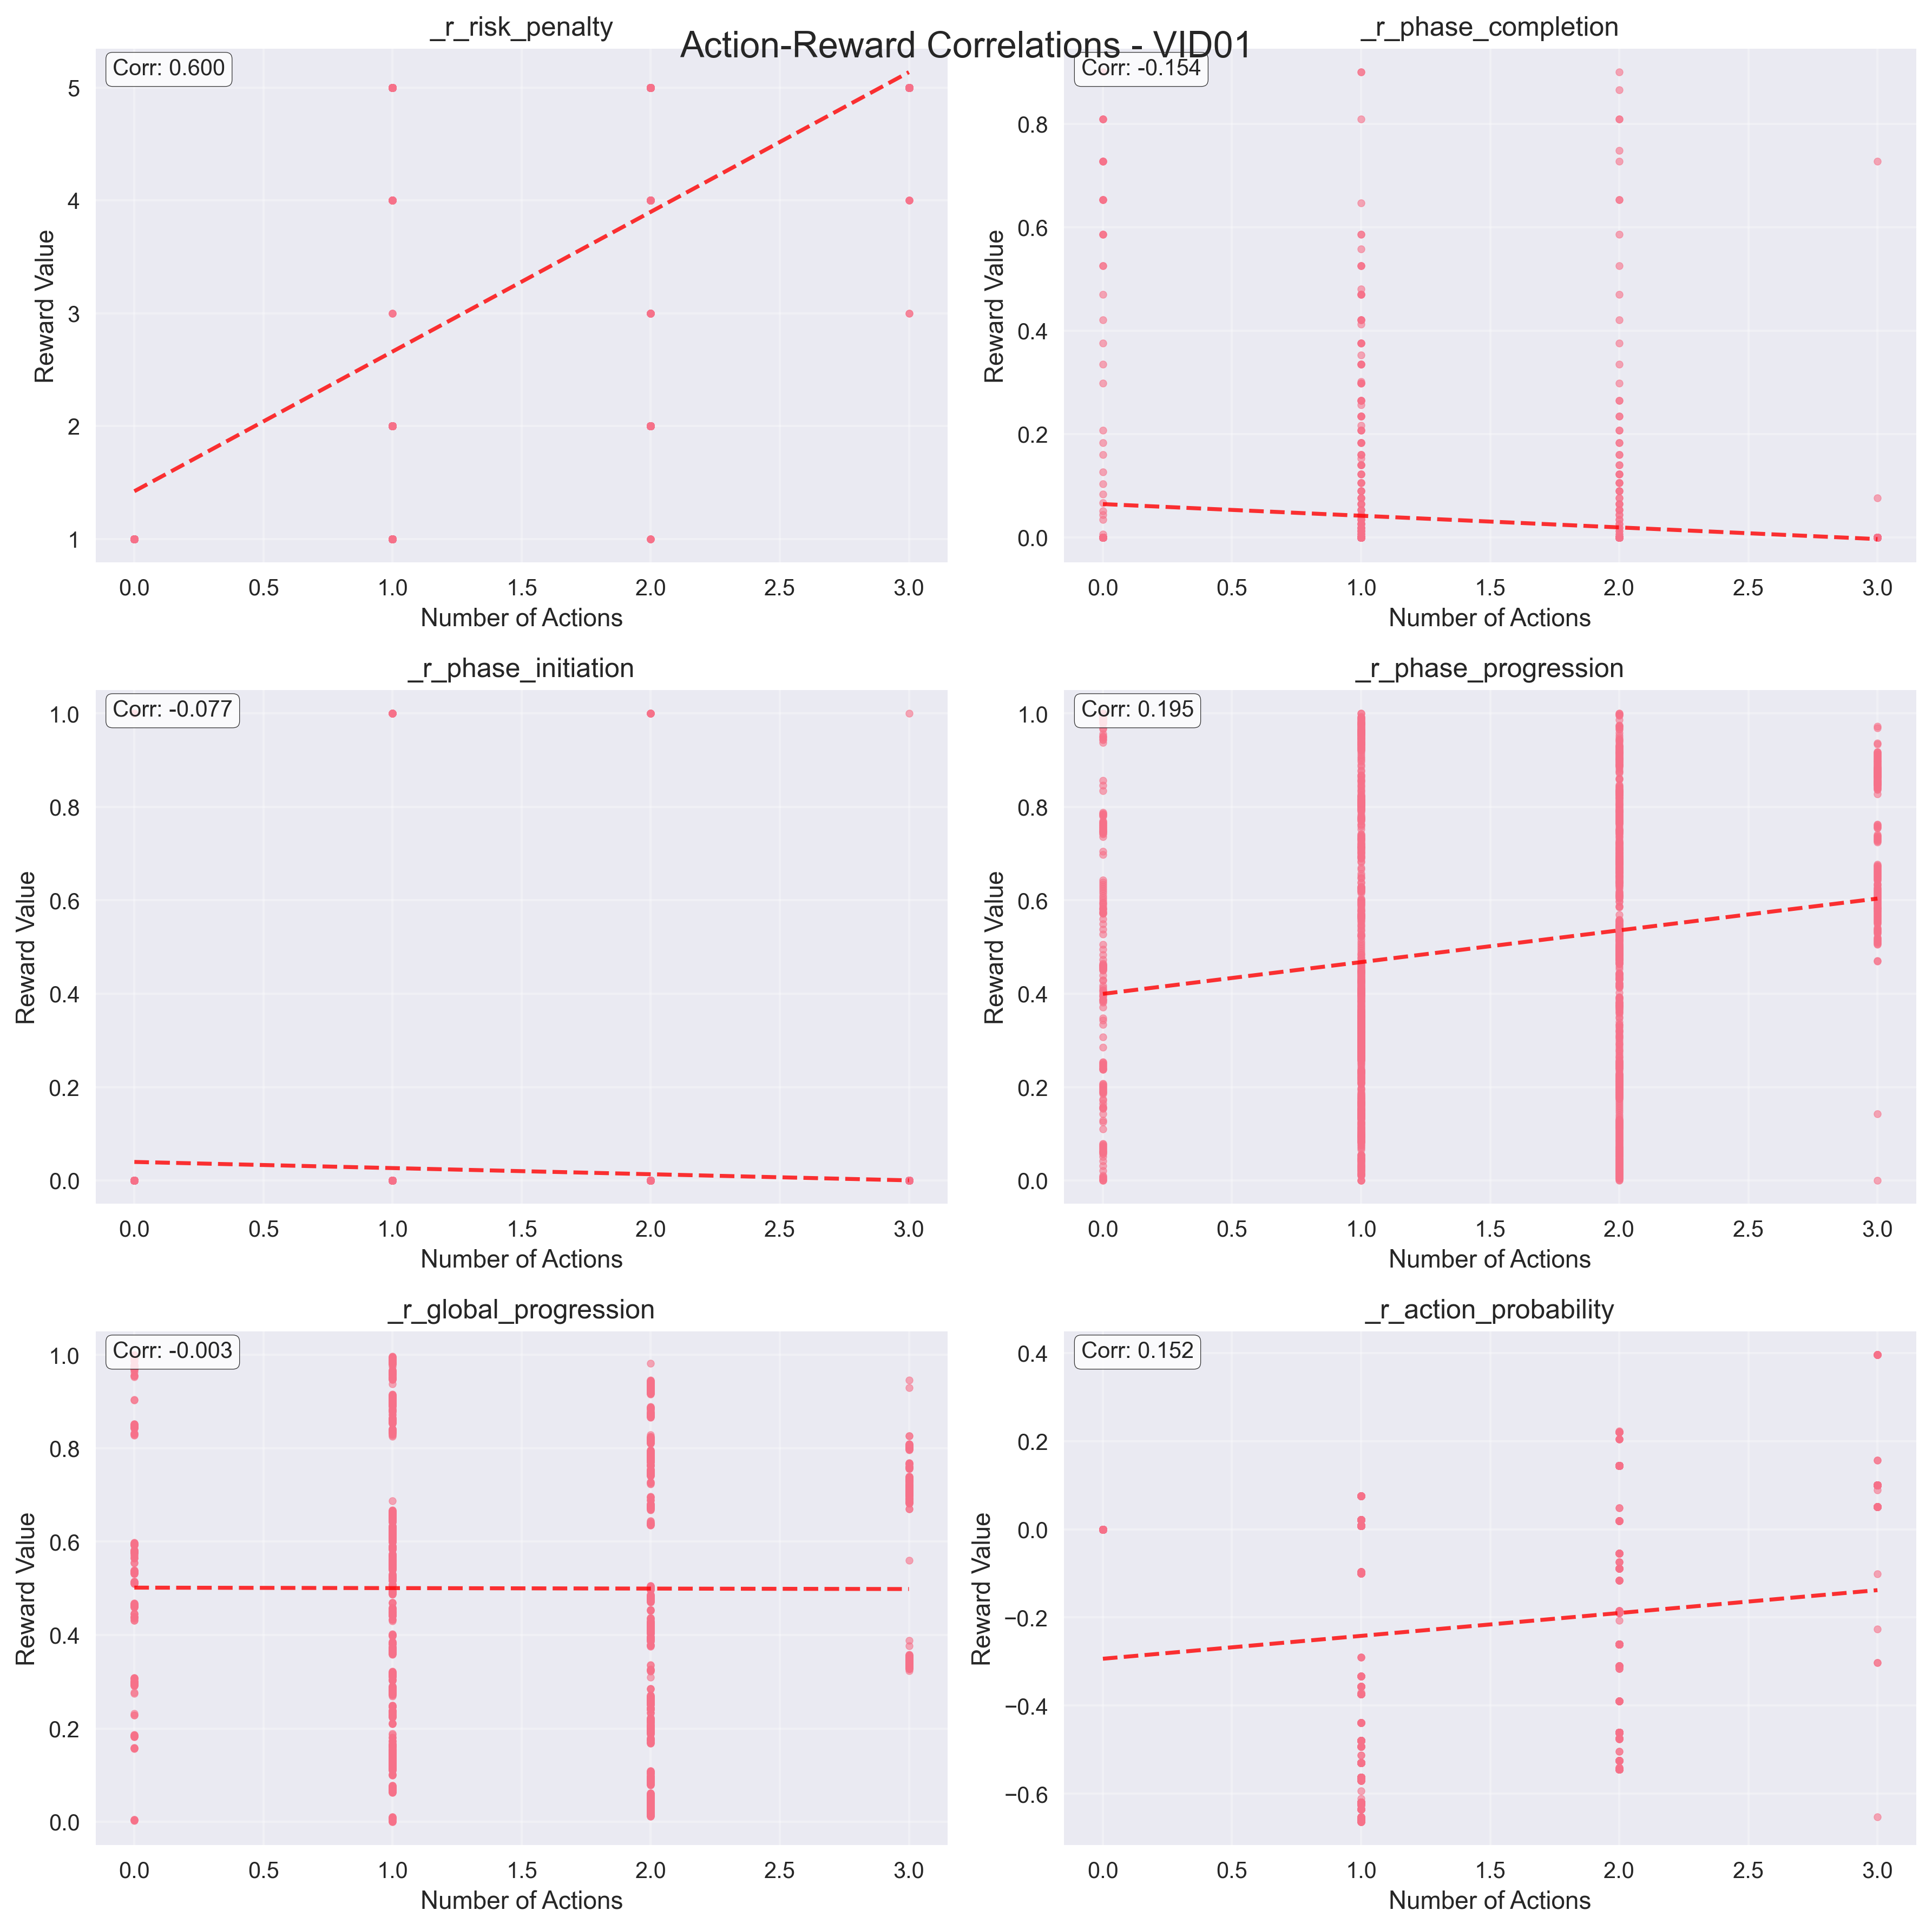 Action-Reward Correlations - VID01
_r_risk_penalty
Corr: 0.600
5
4
3
2
1
Reward Value
0.0 0.5 1.0 1.5 2.0 2.5 3.0
Number of Actions
_r_phase_completion
Corr: -0.154
0.8
0.6
0.4
0.2
0.0
Reward Value
0.0 0.5 1.0 1.5 2.0 2.5 3.0
Number of Actions
_r_phase_initiation
Corr: -0.077
1.0
0.8
0.6
0.4
0.2
0.0
Reward Value
0.0 0.5 1.0 1.5 2.0 2.5 3.0
Number of Actions
_r_phase_progression
Corr: 0.195
1.0
0.8
0.6
0.4
0.2
0.0
Reward Value
0.0 0.5 1.0 1.5 2.0 2.5 3.0
Number of Actions
_r_global_progression
Corr: -0.003
1.0
0.8
0.6
0.4
0.2
0.0
Reward Value
0.0 0.5 1.0 1.5 2.0 2.5 3.0
Number of Actions
_r_action_probability
Corr: 0.152
0.4
0.2
0.0
−0.2
−0.4
−0.6
Reward Value
0.0 0.5 1.0 1.5 2.0 2.5 3.0
Number of Actions